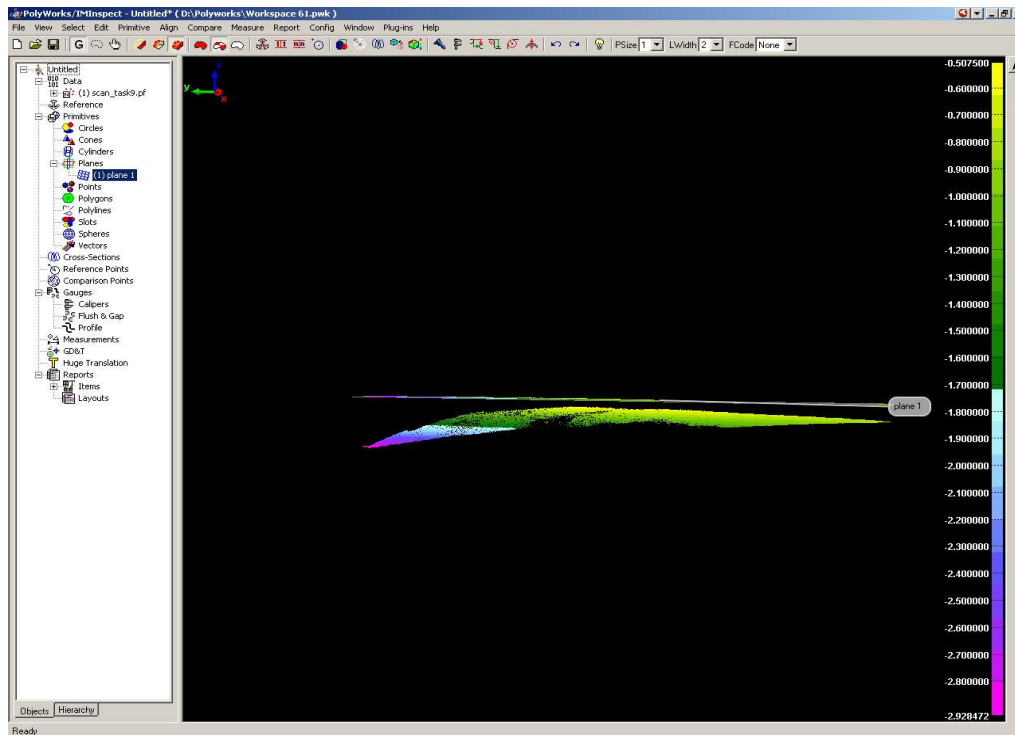 PolyWorks/IMInspect - Untitled* ( D:\Polyworks\Workspace 61.pwk )
File View Select Edit Primitive Align Compare Measure Report Config Window Plug-ins Help
G PSize 1 LWidth 2 FCode None
Untitled
Data
(1) scan_task9.pf
Reference
Primitives
Circles
Cones
Cylinders
Planes
(1) plane 1
Points
Polygons
Polylines
Slots
Spheres
Vectors
Cross-Sections
Reference Points
Comparison Points
Gauges
Calipers
Flush & Gap
Profile
Measurements
GD&T
Huge Translation
Reports
Items
Layouts
Objects Hierarchy
Ready
z
y
x
plane 1
-0.507500
-0.600000
-0.700000
-0.800000
-0.900000
-1.000000
-1.100000
-1.200000
-1.300000
-1.400000
-1.500000
-1.600000
-1.700000
-1.800000
-1.900000
-2.000000
-2.100000
-2.200000
-2.300000
-2.400000
-2.500000
-2.600000
-2.700000
-2.800000
-2.928472